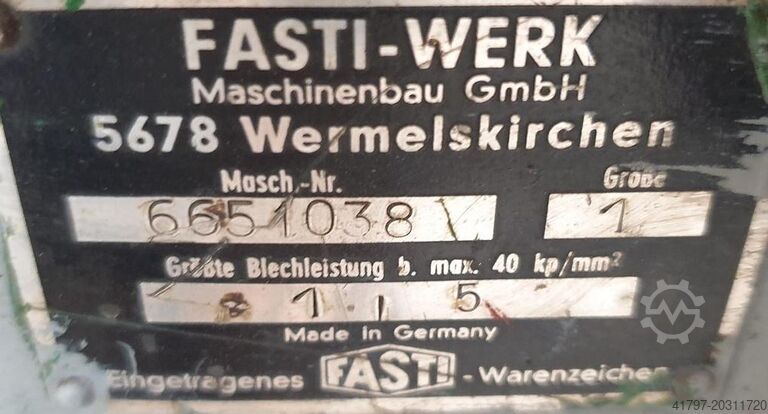 FASTI-WERK
Maschinenbau GmbH
5678 Wermelskirchen
Masch.-Nr. Größe
6651038 1
Größte Blechleistung b. max. 40 kp/mm²
1,5
Made in Germany
Eingetragenes FASTI - Warenzeichen
41797-20311720